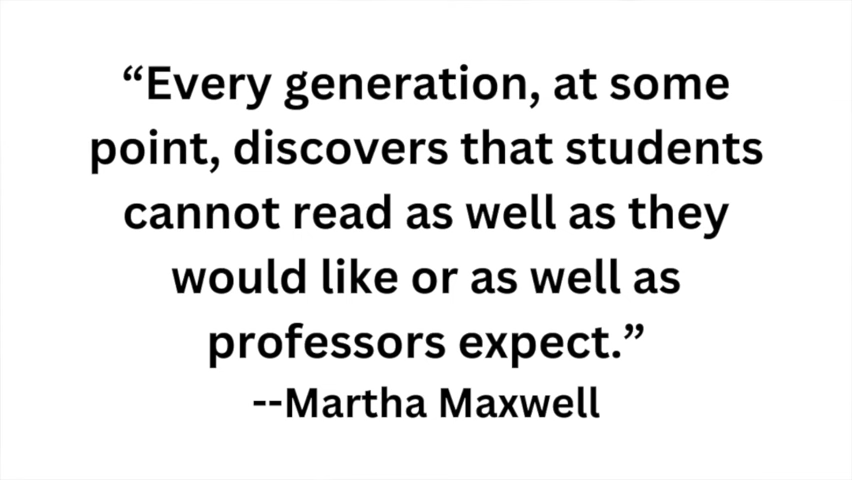 “Every generation, at some
point, discovers that students
cannot read as well as they
would like or as well as
professors expect.”
--Martha Maxwell